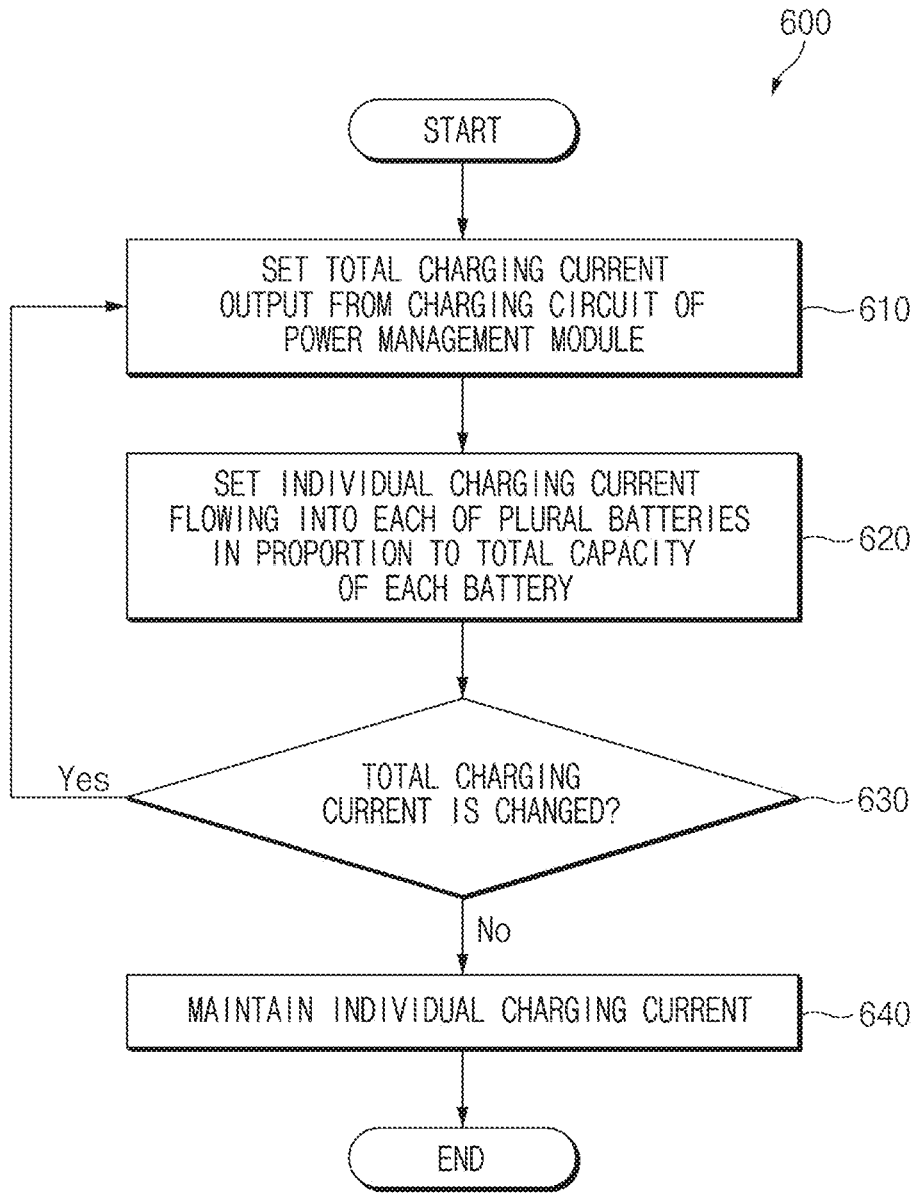 600
START
SET TOTAL CHARGING CURRENT
OUTPUT FROM CHARGING CIRCUIT OF
POWER MANAGEMENT MODULE
610
SET INDIVIDUAL CHARGING CURRENT
FLOWING INTO EACH OF PLURAL BATTERIES
IN PROPORTION TO TOTAL CAPACITY
OF EACH BATTERY
620
TOTAL CHARGING
CURRENT IS CHANGED?
630
Yes
No
MAINTAIN INDIVIDUAL CHARGING CURRENT
640
END